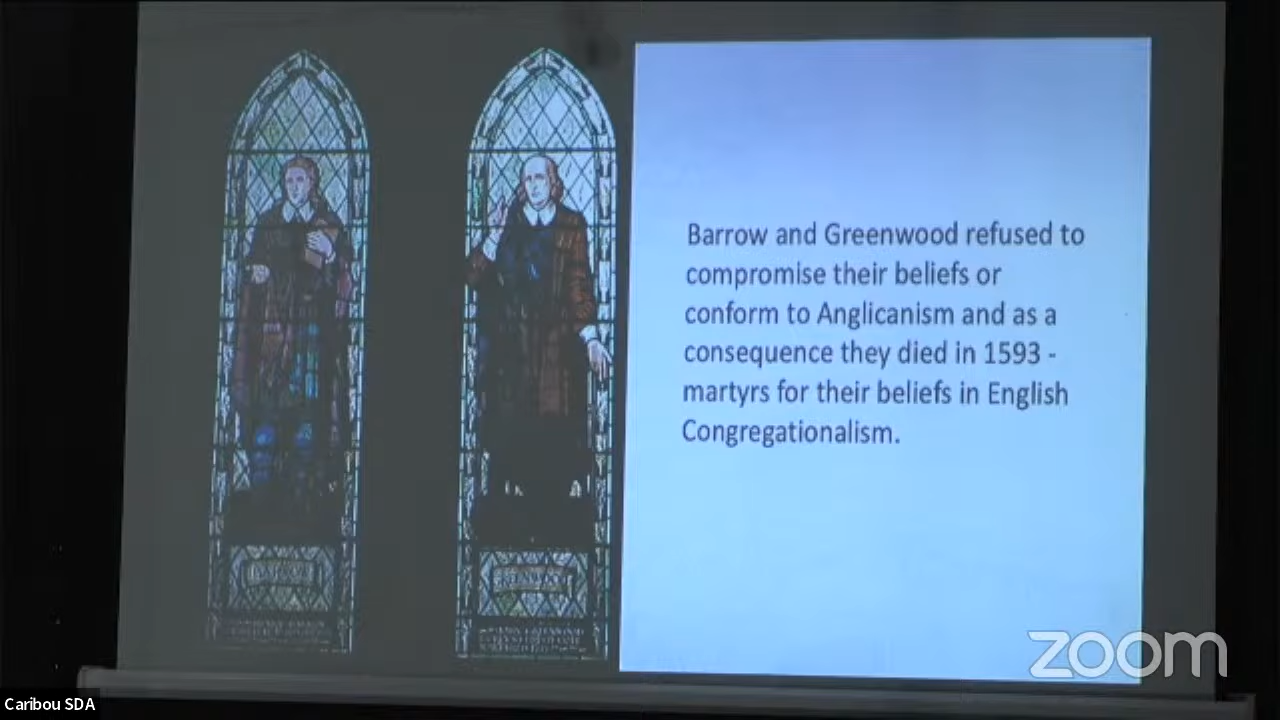 Barrow and Greenwood refused to
compromise their beliefs or
conform to Anglicanism and as a
consequence they died in 1593 -
martyrs for their beliefs in English
Congregationalism.
GREENWOOD
zoom
Caribou SDA